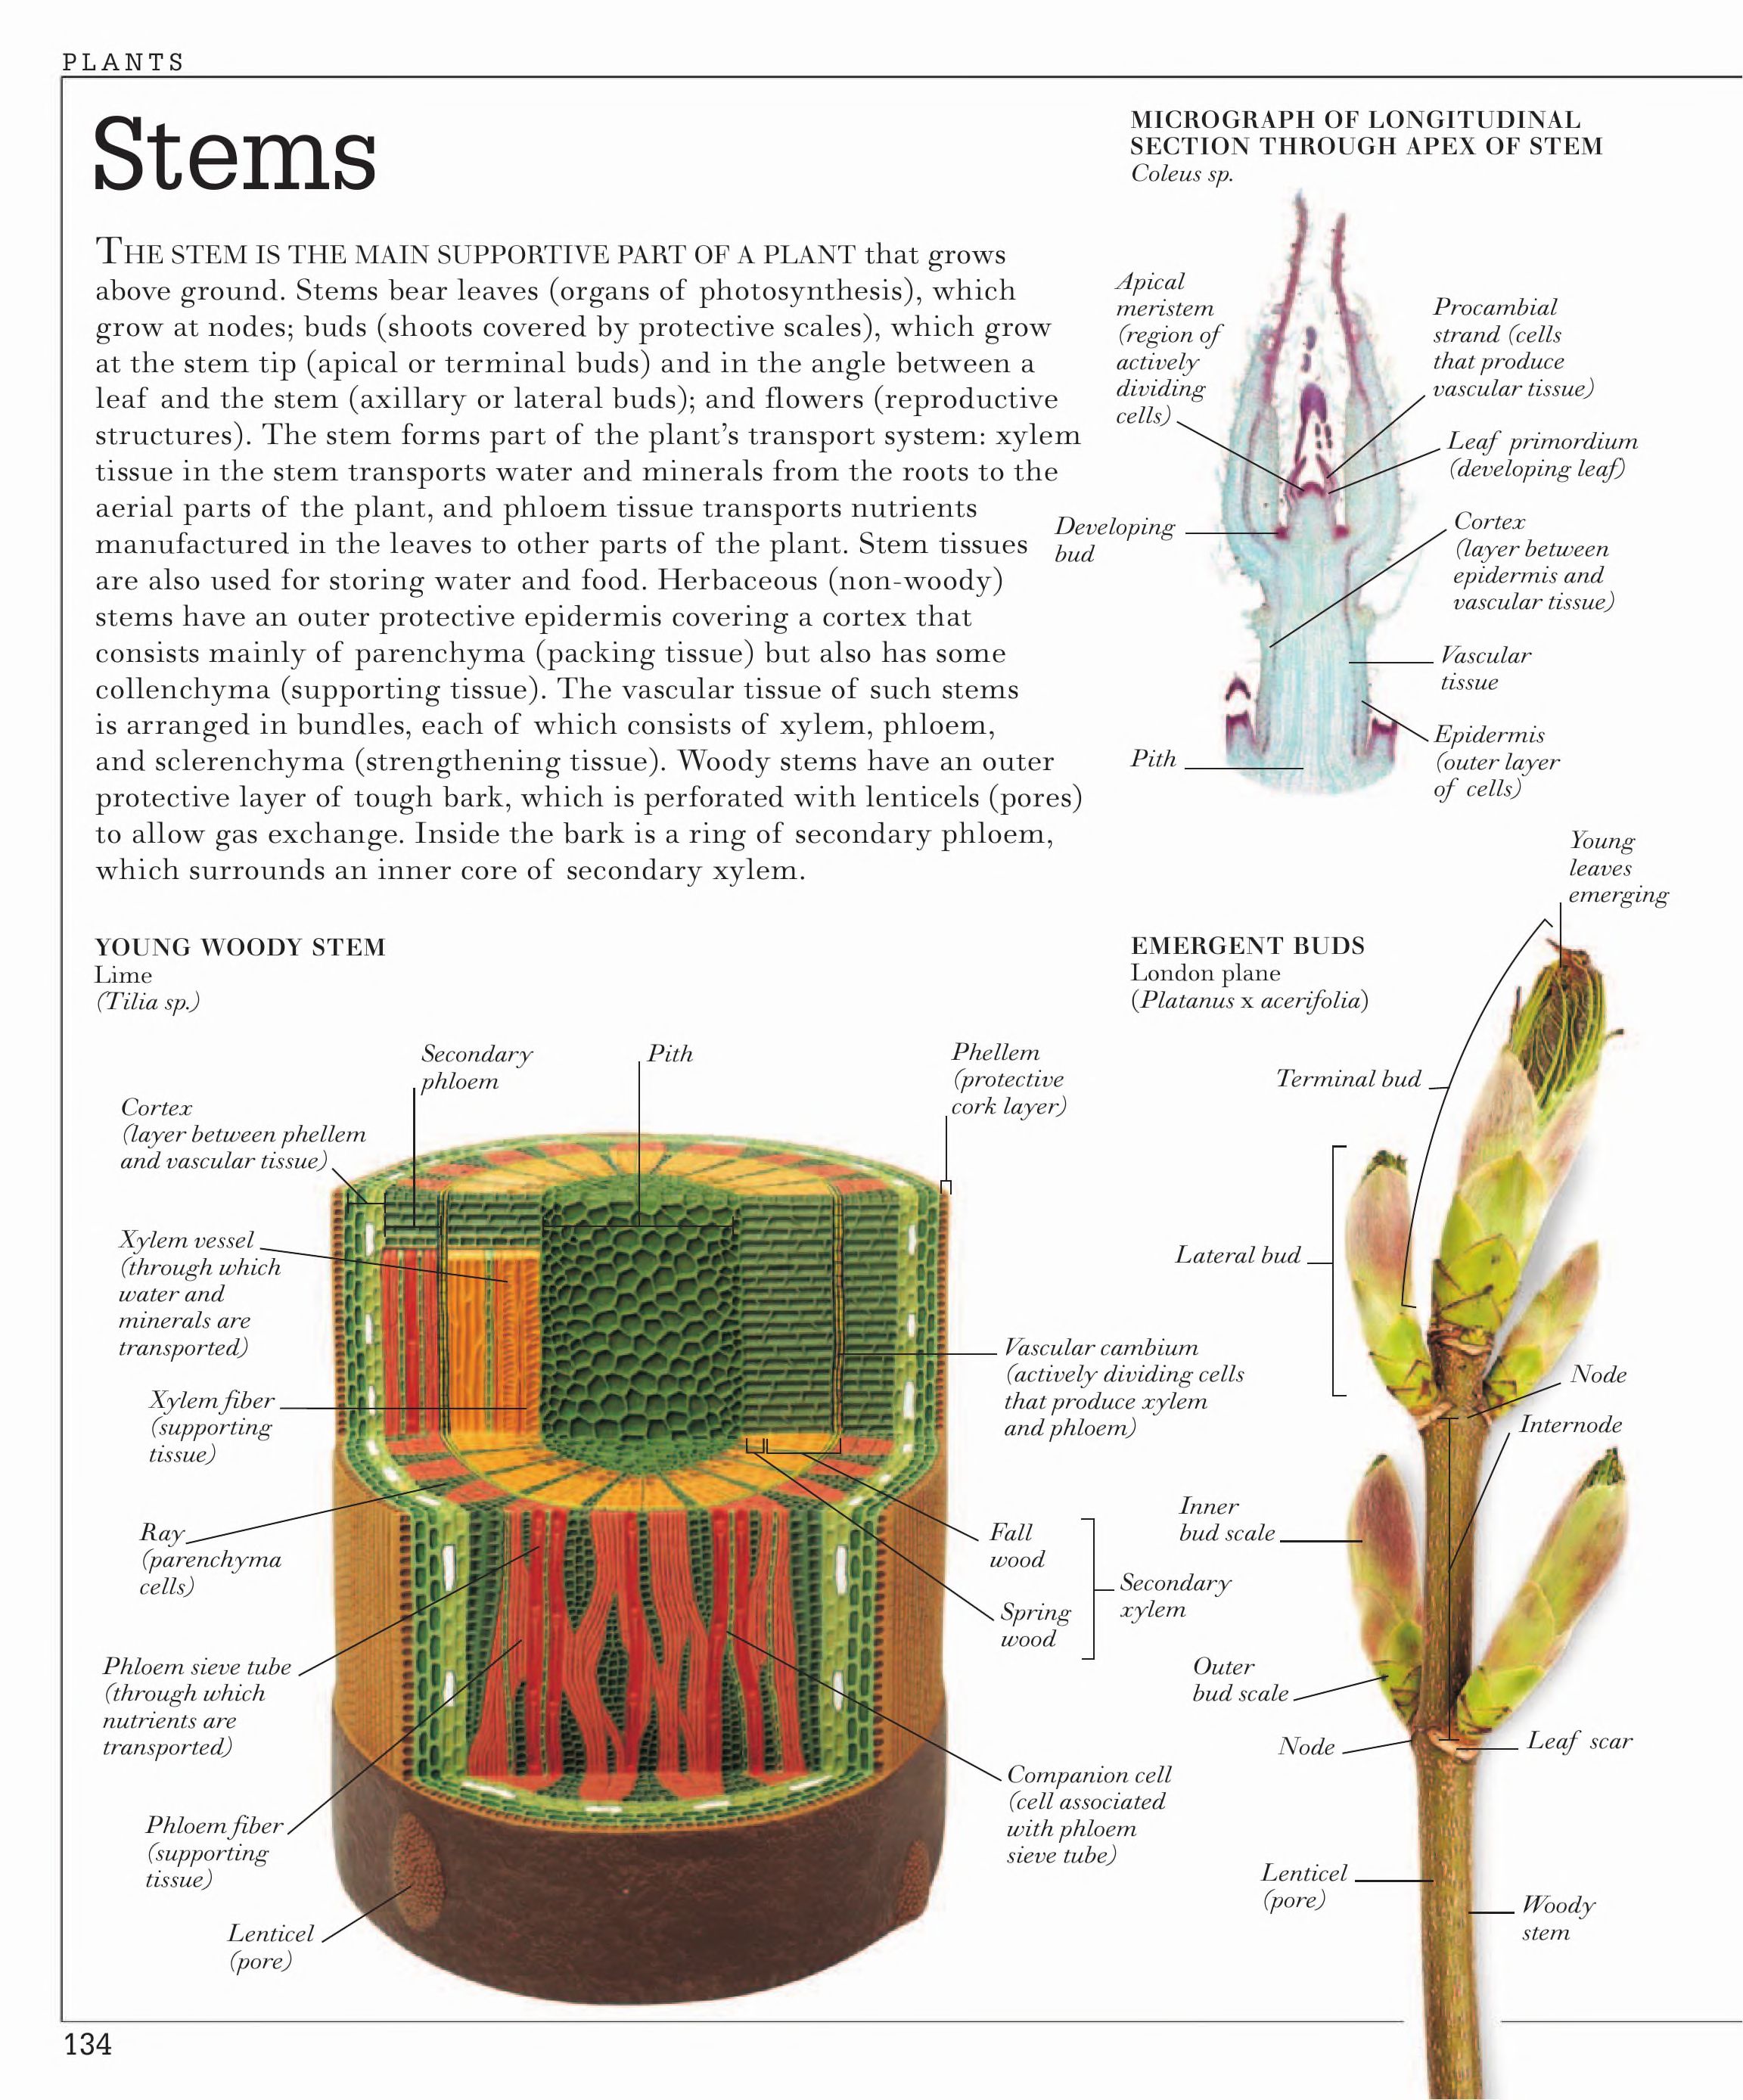 PLANTS
Stems
THE STEM IS THE MAIN SUPPORTIVE PART OF A PLANT that grows
above ground. Stems bear leaves (organs of photosynthesis), which
grow at nodes; buds (shoots covered by protective scales), which grow
at the stem tip (apical or terminal buds) and in the angle between a
leaf and the stem (axillary or lateral buds); and flowers (reproductive
structures). The stem forms part of the plant's transport system: xylem
tissue in the stem transports water and minerals from the roots to the
aerial parts of the plant, and phloem tissue transports nutrients
manufactured in the leaves to other parts of the plant. Stem tissues
are also used for storing water and food. Herbaceous (non-woody)
stems have an outer protective epidermis covering a cortex that
consists mainly of parenchyma (packing tissue) but also has some
collenchyma (supporting tissue). The vascular tissue of such stems
is arranged in bundles, each of which consists of xylem, phloem,
and sclerenchyma (strengthening tissue). Woody stems have an outer
protective layer of tough bark, which is perforated with lenticels (pores)
to allow gas exchange. Inside the bark is a ring of secondary phloem,
which surrounds an inner core of secondary xylem.
MICROGRAPH OF LONGITUDINAL
SECTION THROUGH APEX OF STEM
Coleus sp.
Apical
meristem
(region of
actively
dividing
cells)
Procambial
strand (cells
that produce
vascular tissue)
Leaf primordium
(developing leaf)
Developing
bud
Cortex
(layer between
epidermis and
vascular tissue)
Vascular
tissue
Pith
Epidermis
(outer layer
of cells)
YOUNG WOODY STEM
Lime
(Tilia sp.)
Secondary
phloem
Pith
Phellem
(protective
cork layer)
Cortex
(layer between phellem
and vascular tissue)
Xylem vessel
(through which
water and
minerals are
transported)
Xylem fiber
(supporting
tissue)
Ray
(parenchyma
cells)
Phloem sieve tube
(through which
nutrients are
transported)
Phloem fiber
(supporting
tissue)
Lenticel
(pore)
Vascular cambium
(actively dividing cells
that produce xylem
and phloem)
Fall
wood
Spring
wood
Secondary
xylem
Companion cell
(cell associated
with phloem
sieve tube)
EMERGENT BUDS
London plane
(Platanus x acerifolia)
Young
leaves
emerging
Terminal bud
Lateral bud
Node
Internode
Inner
bud scale
Outer
bud scale
Node
Leaf scar
Lenticel
(pore)
Woody
stem
134